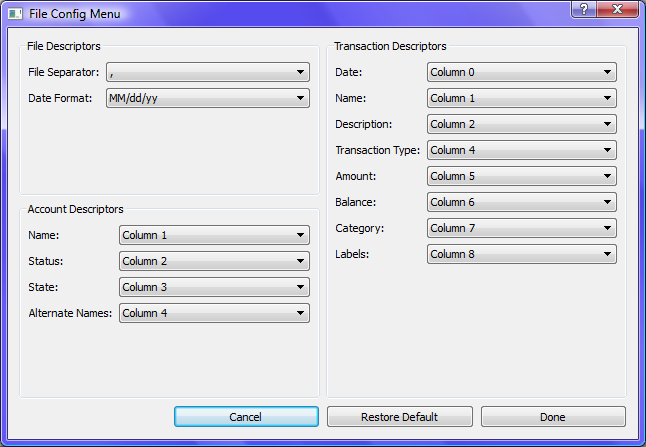 File Config Menu
File Descriptors
File Separator: ,
Date Format: MM/dd/yy
Account Descriptors
Name: Column 1
Status: Column 2
State: Column 3
Alternate Names: Column 4
Transaction Descriptors
Date: Column 0
Name: Column 1
Description: Column 2
Transaction Type: Column 4
Amount: Column 5
Balance: Column 6
Category: Column 7
Labels: Column 8
Cancel Restore Default Done